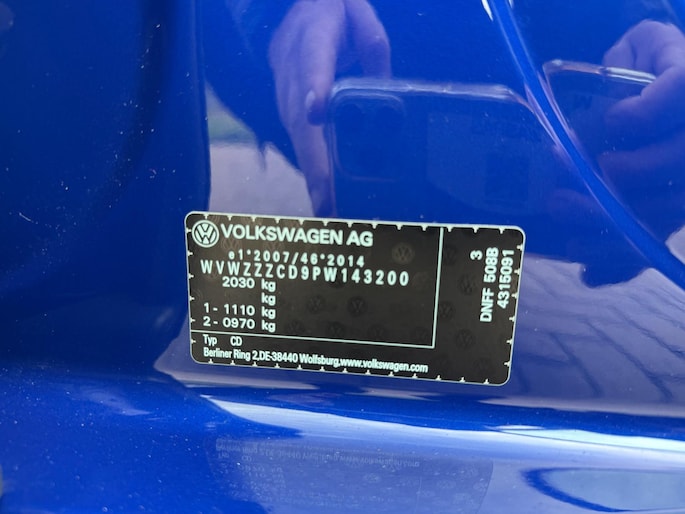 VOLKSWAGEN AG
e1*2007/46*2014
WVWZZZCD9PW143200
2030 kg
kg
1 - 1110 kg
2 - 0970 kg
Typ CD
Berliner Ring 2,DE-38440 Wolfsburg,www.volkswagen.com
3
DNFF 508B
4315091